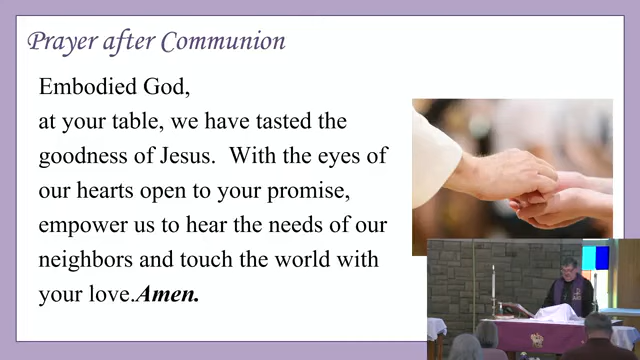 Prayer after Communion
Embodied God,
at your table, we have tasted the
goodness of Jesus.  With the eyes of
our hearts open to your promise,
empower us to hear the needs of our
neighbors and touch the world with
your love.Amen.